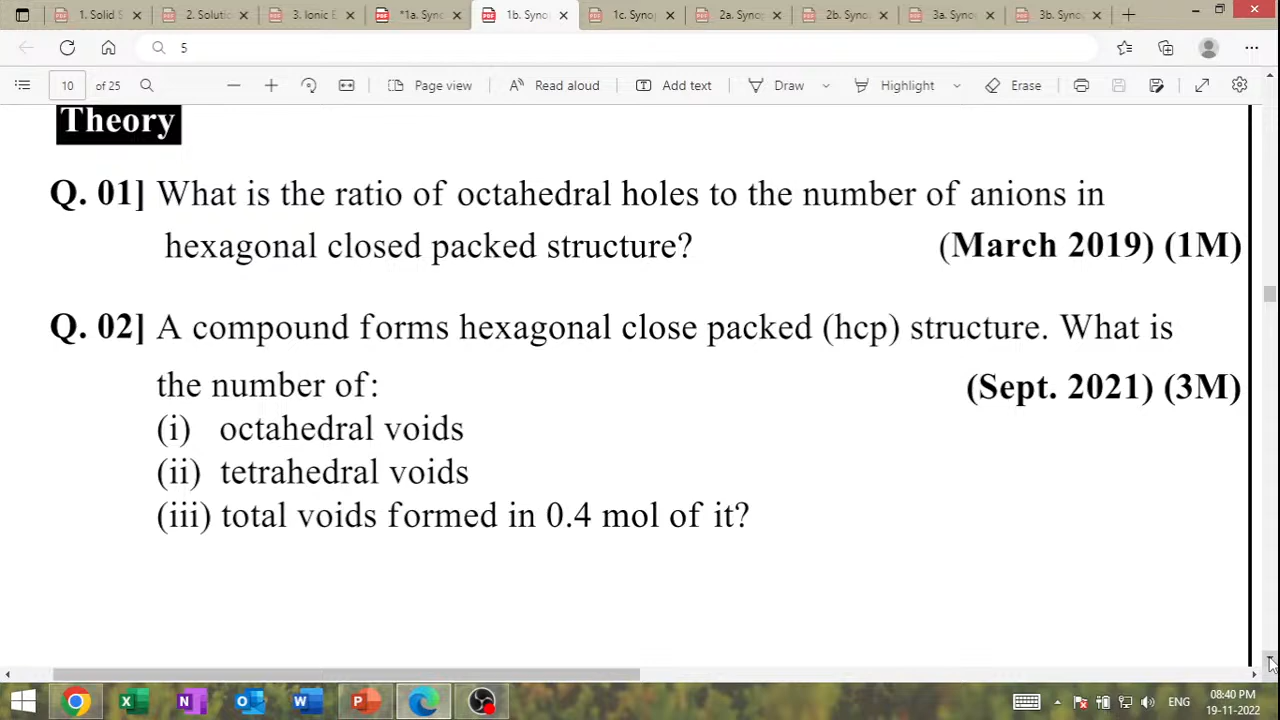 1. Solid S
2. Solutic
3. Ionic E
*1a. Sync
1b. Syno
1c. Syno
2a. Syno
2b. Syno
3a. Syno
3b. Syno
5
10 of 25
Page view
Read aloud
Add text
Draw
Highlight
Erase
Theory
Q. 01] What is the ratio of octahedral holes to the number of anions in
hexagonal closed packed structure? (March 2019) (1M)
Q. 02] A compound forms hexagonal close packed (hcp) structure. What is
the number of: (Sept. 2021) (3M)
(i) octahedral voids
(ii) tetrahedral voids
(iii) total voids formed in 0.4 mol of it?
ENG
08:40 PM
19-11-2022